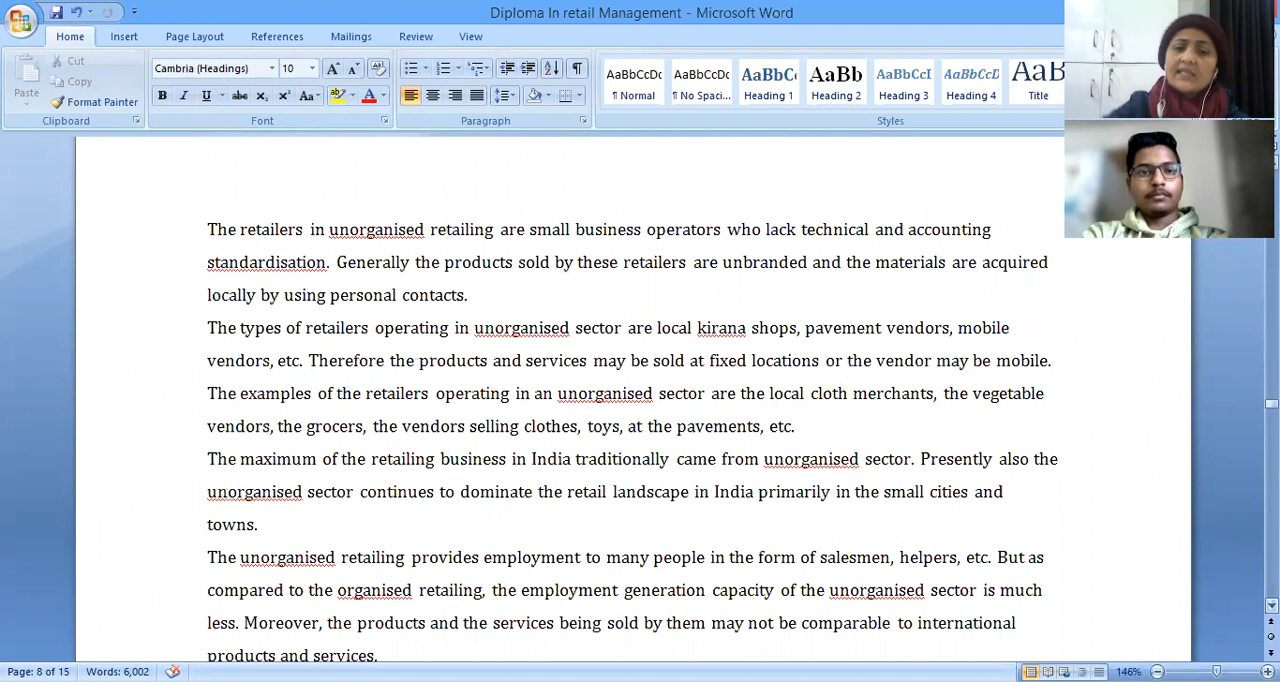 Diploma In retail Management - Microsoft Word
Home Insert Page Layout References Mailings Review View
Paste
Cut
Copy
Format Painter
Clipboard
Cambria (Headings) 10
Font
Paragraph
AaBbCcDc AaBbCcDc AaBbC AaBb AaBbCcI AaBbCcD AaBb
¶ Normal ¶ No Spaci... Heading 1 Heading 2 Heading 3 Heading 4 Title
Styles
The retailers in unorganised retailing are small business operators who lack technical and accounting
standardisation. Generally the products sold by these retailers are unbranded and the materials are acquired
locally by using personal contacts.
The types of retailers operating in unorganised sector are local kirana shops, pavement vendors, mobile
vendors, etc. Therefore the products and services may be sold at fixed locations or the vendor may be mobile.
The examples of the retailers operating in an unorganised sector are the local cloth merchants, the vegetable
vendors, the grocers, the vendors selling clothes, toys, at the pavements, etc.
The maximum of the retailing business in India traditionally came from unorganised sector. Presently also the
unorganised sector continues to dominate the retail landscape in India primarily in the small cities and
towns.
The unorganised retailing provides employment to many people in the form of salesmen, helpers, etc. But as
compared to the organised retailing, the employment generation capacity of the unorganised sector is much
less. Moreover, the products and the services being sold by them may not be comparable to international
products and services.
Page: 8 of 15 Words: 6,002 146%